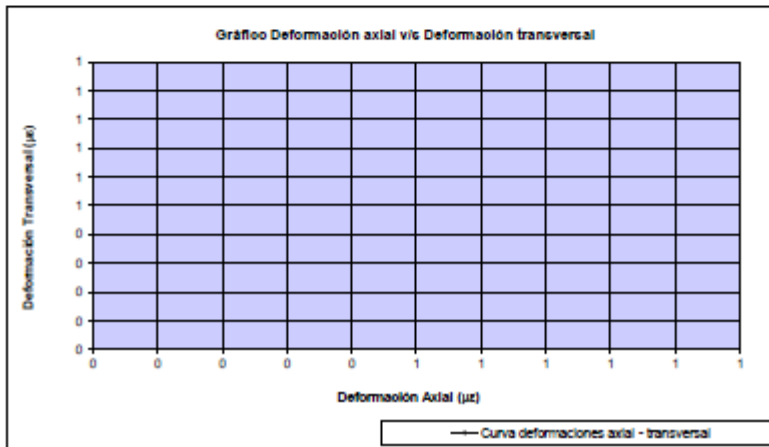 Gráfico Deformación axial v/s Deformación transversal
Deformación Transversal (με)
1
1
1
1
1
1
0
0
0
0
0
0 0 0 0 0 1 1 1 1 1 1
Deformación Axial (με)
Curva deformaciones axial - transversal